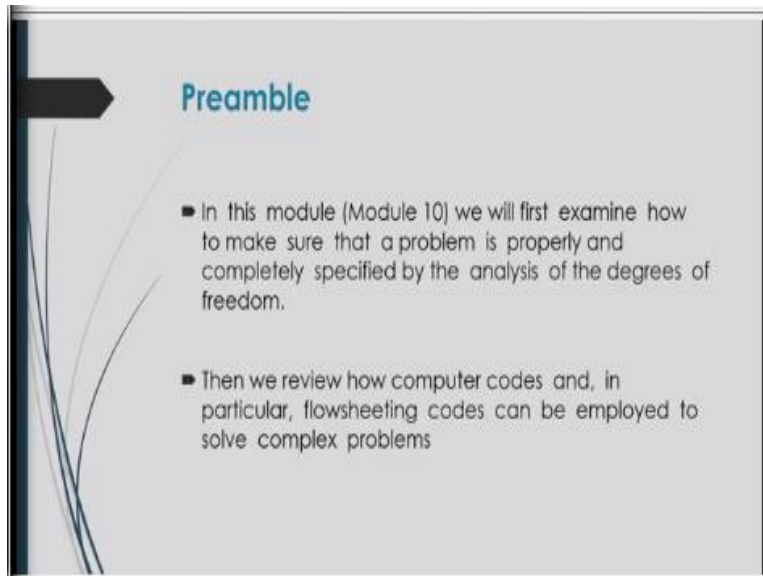 Preamble
In this module (Module 10) we will first examine how
to make sure that a problem is properly and
completely specified by the analysis of the degrees of
freedom.
Then we review how computer codes and, in
particular, flowsheeting codes can be employed to
solve complex problems